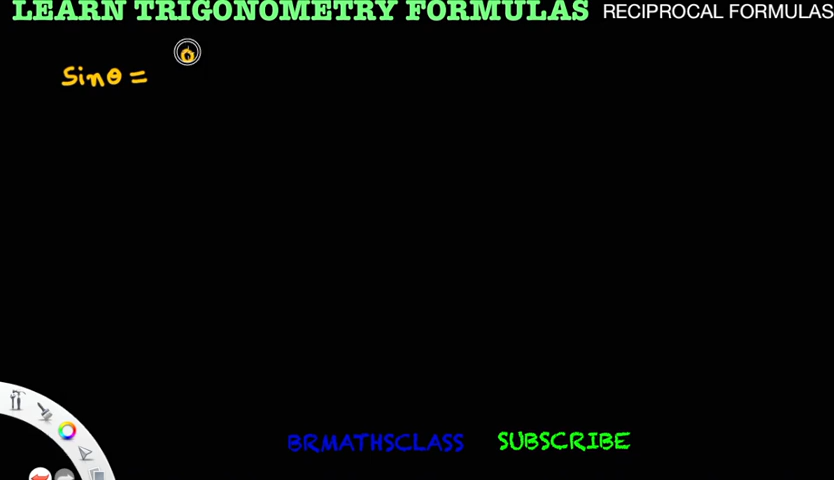 LEARN TRIGONOMETRY FORMULAS RECIPROCAL FORMULAS
Sinθ =
BRMATHSCLASS SUBSCRIBE